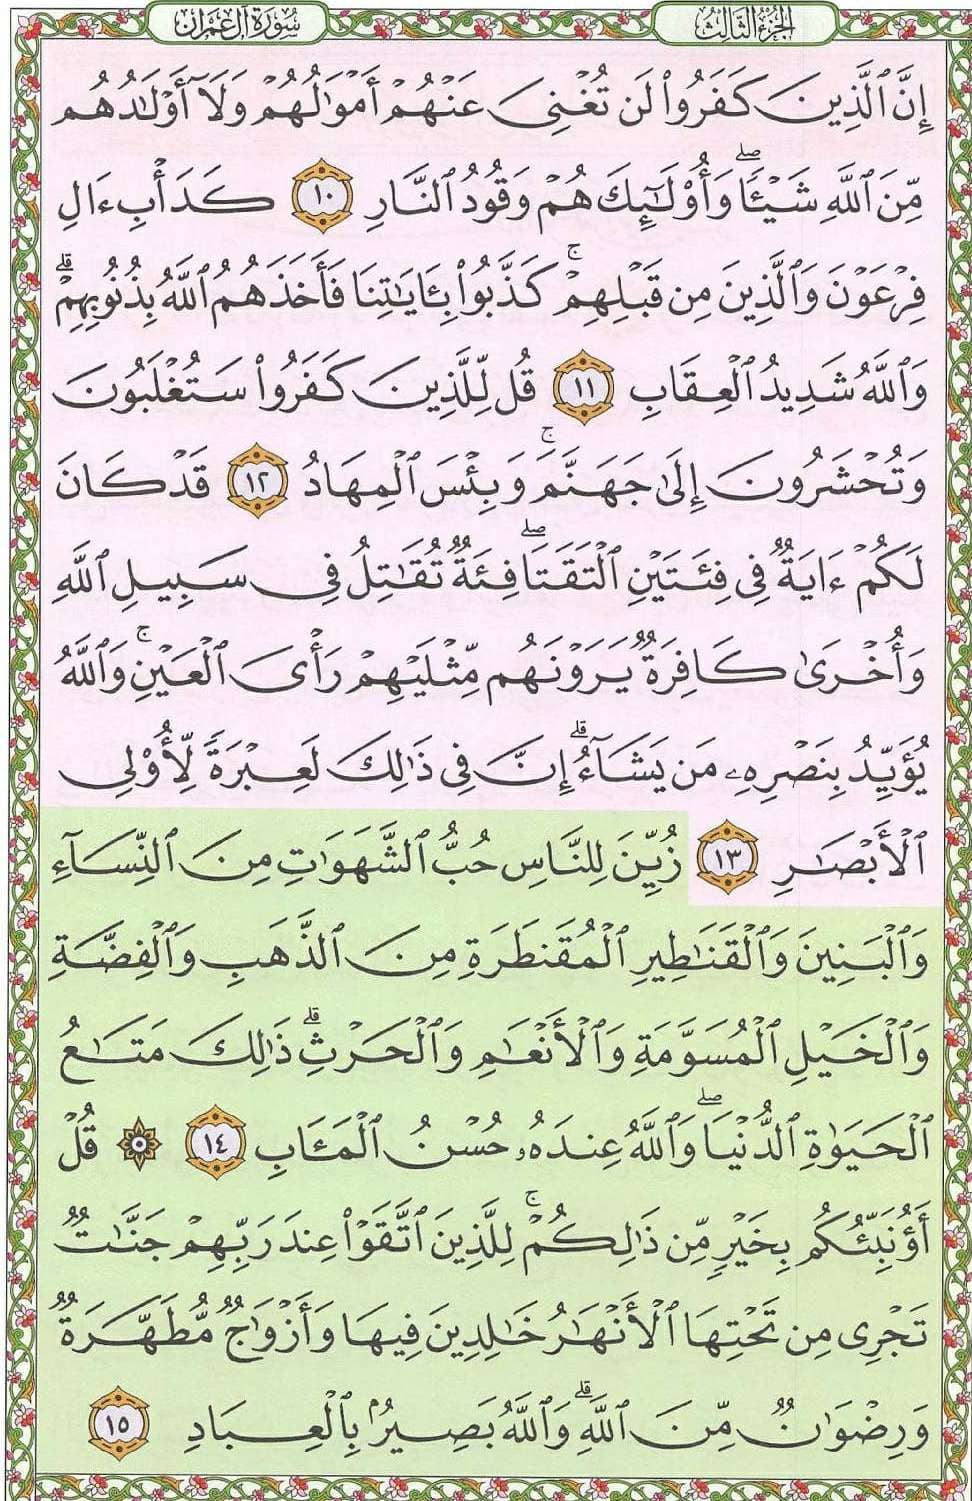 الجزء الثالث
سورة آل عمران
إِنَّ ٱلَّذِينَ كَفَرُوا۟ لَن تُغْنِىَ عَنْهُمْ أَمْوَٰلُهُمْ وَلَآ أَوْلَٰدُهُم
مِّنَ ٱللَّهِ شَيْـًٔا ۖ وَأُو۟لَٰٓئِكَ هُمْ وَقُودُ ٱلنَّارِ ١٠ كَدَأْبِ ءَالِ
فِرْعَوْنَ وَٱلَّذِينَ مِن قَبْلِهِمْ ۚ كَذَّبُوا۟ بِـَٔايَٰتِنَا فَأَخَذَهُمُ ٱللَّهُ بِذُنُوبِهِمْ ۗ
وَٱللَّهُ شَدِيدُ ٱلْعِقَابِ ١١ قُل لِّلَّذِينَ كَفَرُوا۟ سَتُغْلَبُونَ
وَتُحْشَرُونَ إِلَىٰ جَهَنَّمَ ۚ وَبِئْسَ ٱلْمِهَادُ ١٢ قَدْ كَانَ
لَكُمْ ءَايَةٌ فِى فِئَتَيْنِ ٱلْتَقَتَا ۖ فِئَةٌ تُقَٰتِلُ فِى سَبِيلِ ٱللَّهِ
وَأُخْرَىٰ كَافِرَةٌ يَرَوْنَهُم مِّثْلَيْهِمْ رَأْىَ ٱلْعَيْنِ ۚ وَٱللَّهُ
يُؤَيِّدُ بِنَصْرِهِۦ مَن يَشَآءُ ۗ إِنَّ فِى ذَٰلِكَ لَعِبْرَةً لِّأُو۟لِى
ٱلْأَبْصَٰرِ ١٣ زُيِّنَ لِلنَّاسِ حُبُّ ٱلشَّهَوَٰتِ مِنَ ٱلنِّسَآءِ
وَٱلْبَنِينَ وَٱلْقَنَٰطِيرِ ٱلْمُقَنطَرَةِ مِنَ ٱلذَّهَبِ وَٱلْفِضَّةِ
وَٱلْخَيْلِ ٱلْمُسَوَّمَةِ وَٱلْأَنْعَٰمِ وَٱلْحَرْثِ ۗ ذَٰلِكَ مَتَٰعُ
ٱلْحَيَوٰةِ ٱلدُّنْيَا ۖ وَٱللَّهُ عِندَهُۥ حُسْنُ ٱلْمَـَٔابِ ١٤ ۞ قُلْ
أَؤُنَبِّئُكُم بِخَيْرٍ مِّن ذَٰلِكُمْ ۚ لِلَّذِينَ ٱتَّقَوْا۟ عِندَ رَبِّهِمْ جَنَّٰتٌ
تَجْرِى مِن تَحْتِهَا ٱلْأَنْهَٰرُ خَٰلِدِينَ فِيهَا وَأَزْوَٰجٌ مُّطَهَّرَةٌ
وَرِضْوَٰنٌ مِّنَ ٱللَّهِ ۗ وَٱللَّهُ بَصِيرٌۢ بِٱلْعِبَادِ ١٥